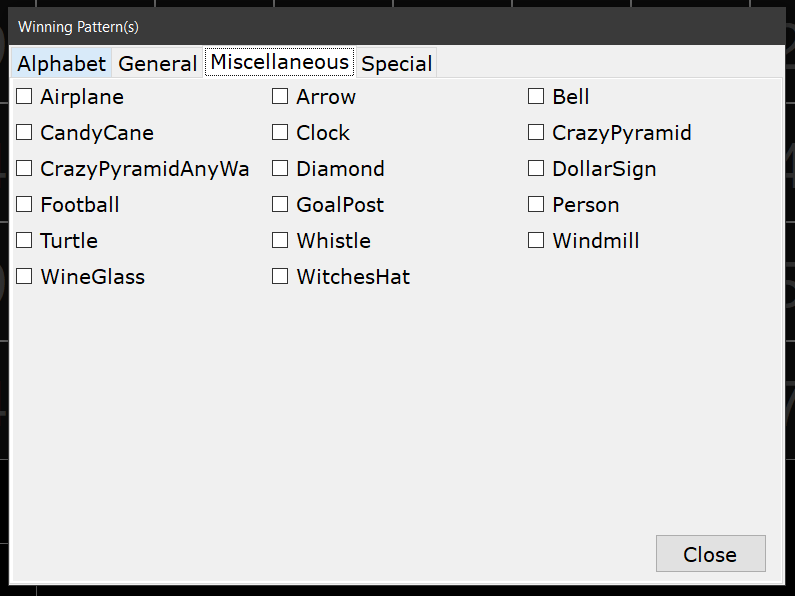 Winning Pattern(s)
Alphabet General Miscellaneous Special
Airplane Arrow Bell
CandyCane Clock CrazyPyramid
CrazyPyramidAnyWa Diamond DollarSign
Football GoalPost Person
Turtle Whistle Windmill
WineGlass WitchesHat
Close